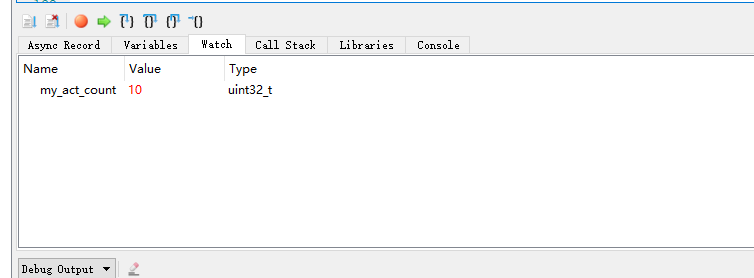 Async Record Variables Watch Call Stack Libraries Console
Name Value Type
my_act_count 10 uint32_t
Debug Output